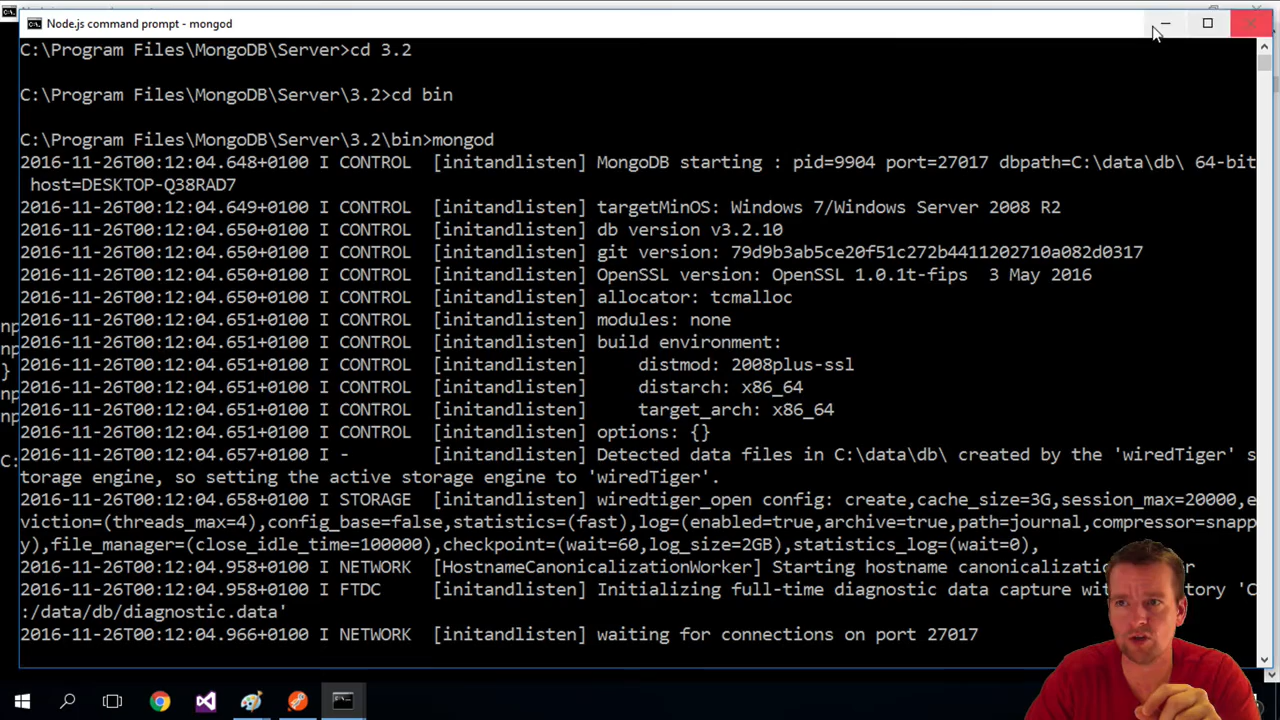 Node.js command prompt - mongod
C:\Program Files\MongoDB\Server>cd 3.2
C:\Program Files\MongoDB\Server\3.2>cd bin
C:\Program Files\MongoDB\Server\3.2\bin>mongod
2016-11-26T00:12:04.648+0100 I CONTROL  [initandlisten] MongoDB starting : pid=9904 port=27017 dbpath=C:\data\db\ 64-bit
host=DESKTOP-Q38RAD7
2016-11-26T00:12:04.649+0100 I CONTROL  [initandlisten] targetMinOS: Windows 7/Windows Server 2008 R2
2016-11-26T00:12:04.650+0100 I CONTROL  [initandlisten] db version v3.2.10
2016-11-26T00:12:04.650+0100 I CONTROL  [initandlisten] git version: 79d9b3ab5ce20f51c272b4411202710a082d0317
2016-11-26T00:12:04.650+0100 I CONTROL  [initandlisten] OpenSSL version: OpenSSL 1.0.1t-fips  3 May 2016
2016-11-26T00:12:04.650+0100 I CONTROL  [initandlisten] allocator: tcmalloc
np 2016-11-26T00:12:04.651+0100 I CONTROL  [initandlisten] modules: none
np 2016-11-26T00:12:04.651+0100 I CONTROL  [initandlisten] build environment:
} 2016-11-26T00:12:04.651+0100 I CONTROL  [initandlisten]     distmod: 2008plus-ssl
np 2016-11-26T00:12:04.651+0100 I CONTROL  [initandlisten]     distarch: x86_64
np 2016-11-26T00:12:04.651+0100 I CONTROL  [initandlisten]     target_arch: x86_64
2016-11-26T00:12:04.651+0100 I CONTROL  [initandlisten] options: {}
C: 2016-11-26T00:12:04.657+0100 I -        [initandlisten] Detected data files in C:\data\db\ created by the 'wiredTiger' s
torage engine, so setting the active storage engine to 'wiredTiger'.
2016-11-26T00:12:04.658+0100 I STORAGE  [initandlisten] wiredtiger_open config: create,cache_size=3G,session_max=20000,e
viction=(threads_max=4),config_base=false,statistics=(fast),log=(enabled=true,archive=true,path=journal,compressor=snapp
y),file_manager=(close_idle_time=100000),checkpoint=(wait=60,log_size=2GB),statistics_log=(wait=0),
2016-11-26T00:12:04.958+0100 I NETWORK  [HostnameCanonicalizationWorker] Starting hostname
2016-11-26T00:12:04.958+0100 I FTDC     [initandlisten] Initializing full-time diagnostic data capture 'C
:/data/db/diagnostic.data'
2016-11-26T00:12:04.966+0100 I NETWORK  [initandlisten] waiting for connections on port 27017